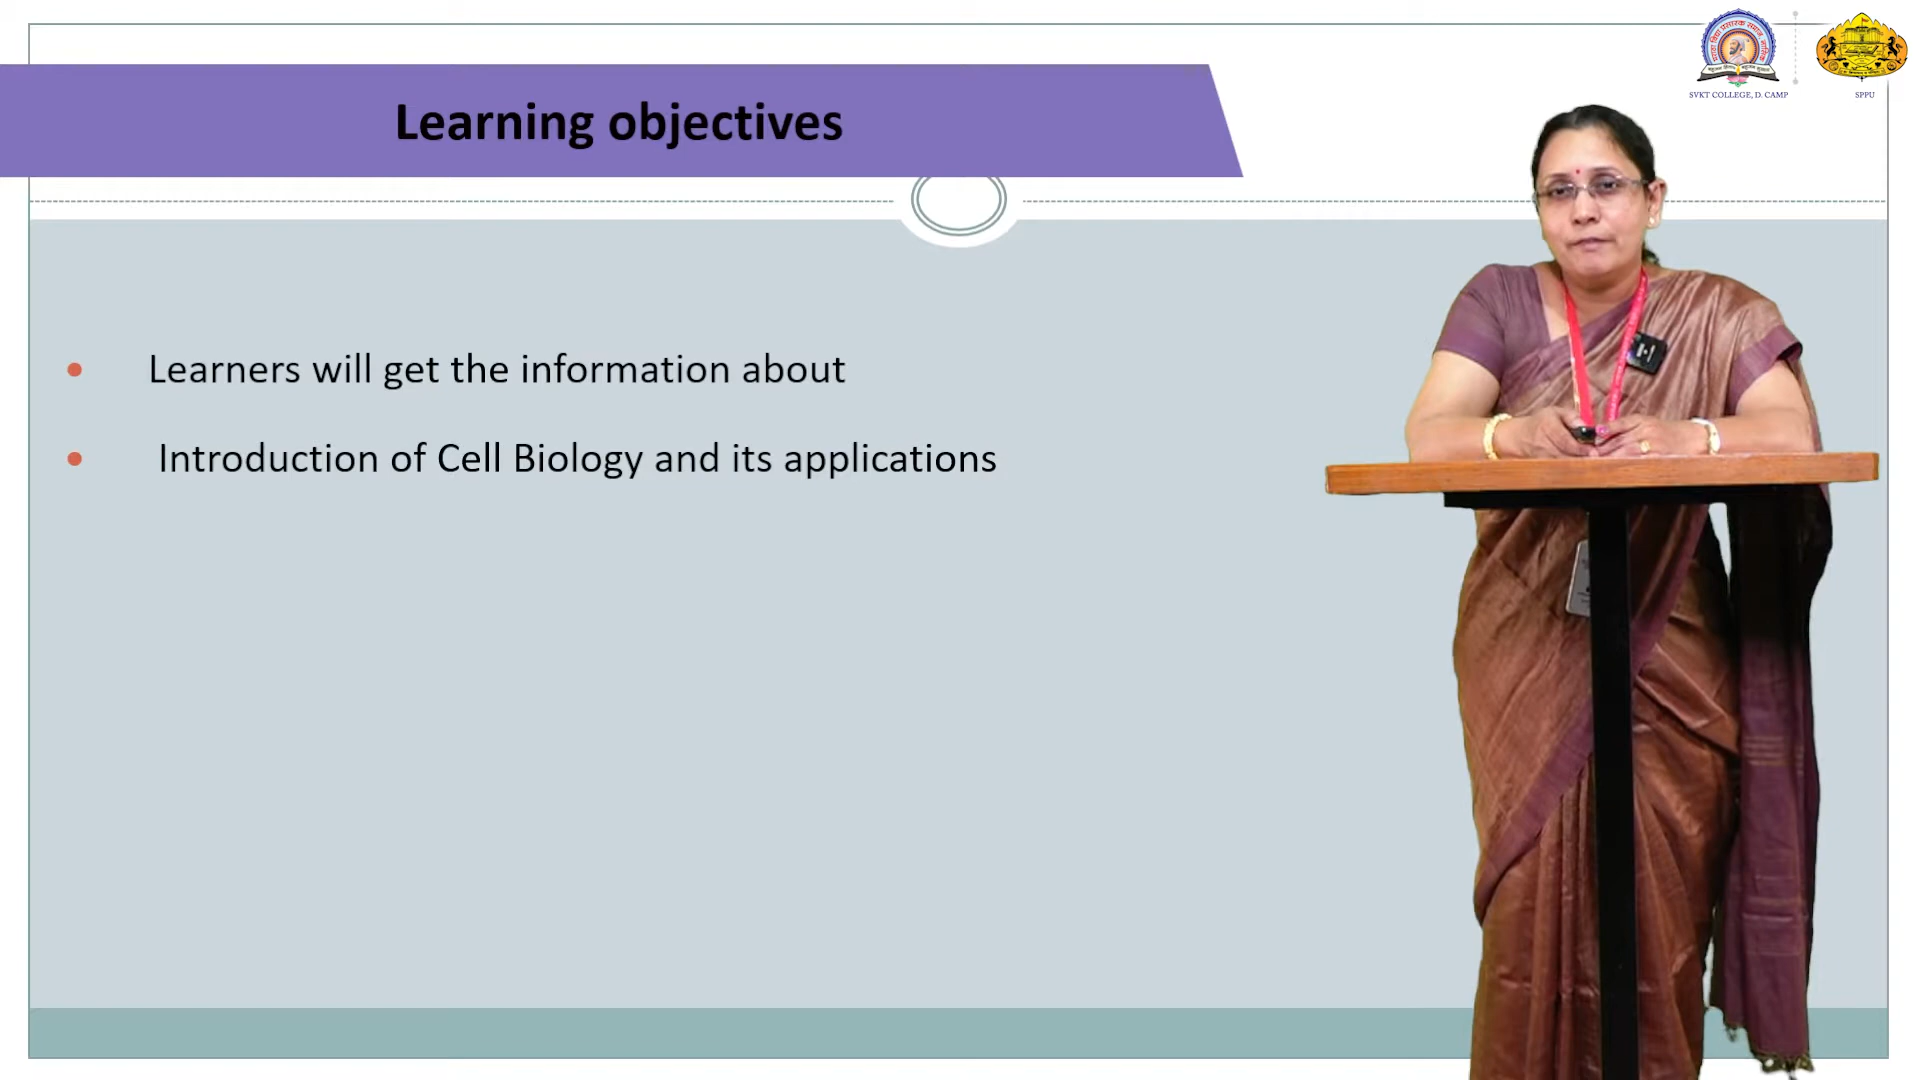 Learning objectives
SVKT COLLEGE, D. CAMP
SPPU
Learners will get the information about
Introduction of Cell Biology and its applications